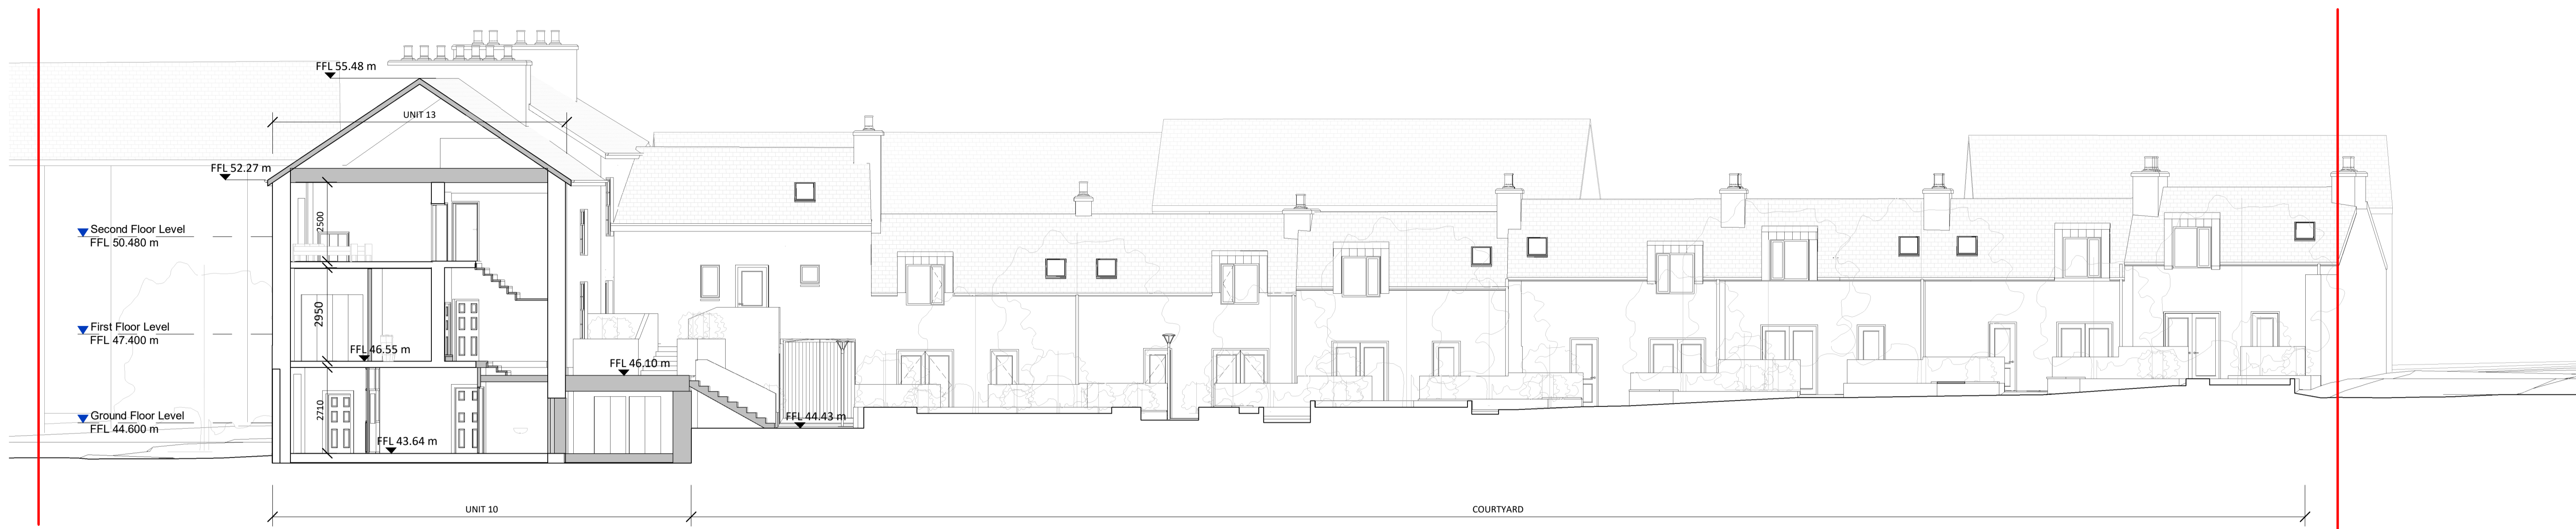 FFL 55.48 m
UNIT 13
FFL 52.27 m
2500
Second Floor Level
FFL 50.480 m
2950
First Floor Level
FFL 47.400 m
FFL 46.55 m
FFL 46.10 m
2710
Ground Floor Level
FFL 44.600 m
FFL 44.43 m
FFL 43.64 m
UNIT 10
COURTYARD